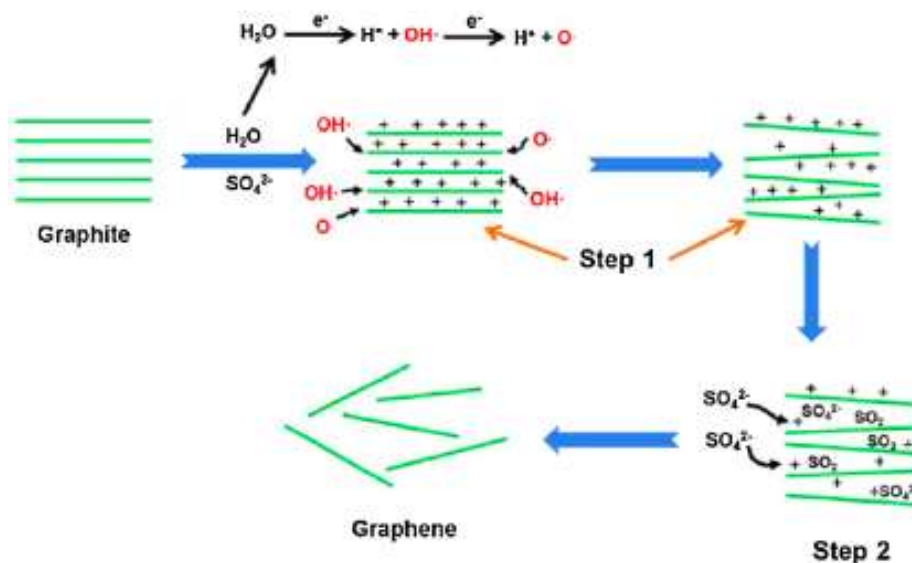 H₂O e⁻ H⁺ + OH· e⁻ H⁺ + O·
H₂O
SO₄²⁻
OH·
O·
OH·
OH·
O
Graphite
Step 1
SO₄²⁻
SO₄²⁻
SO₄²⁻
SO₂
SO₂
SO₂
SO₄²
Graphene
Step 2